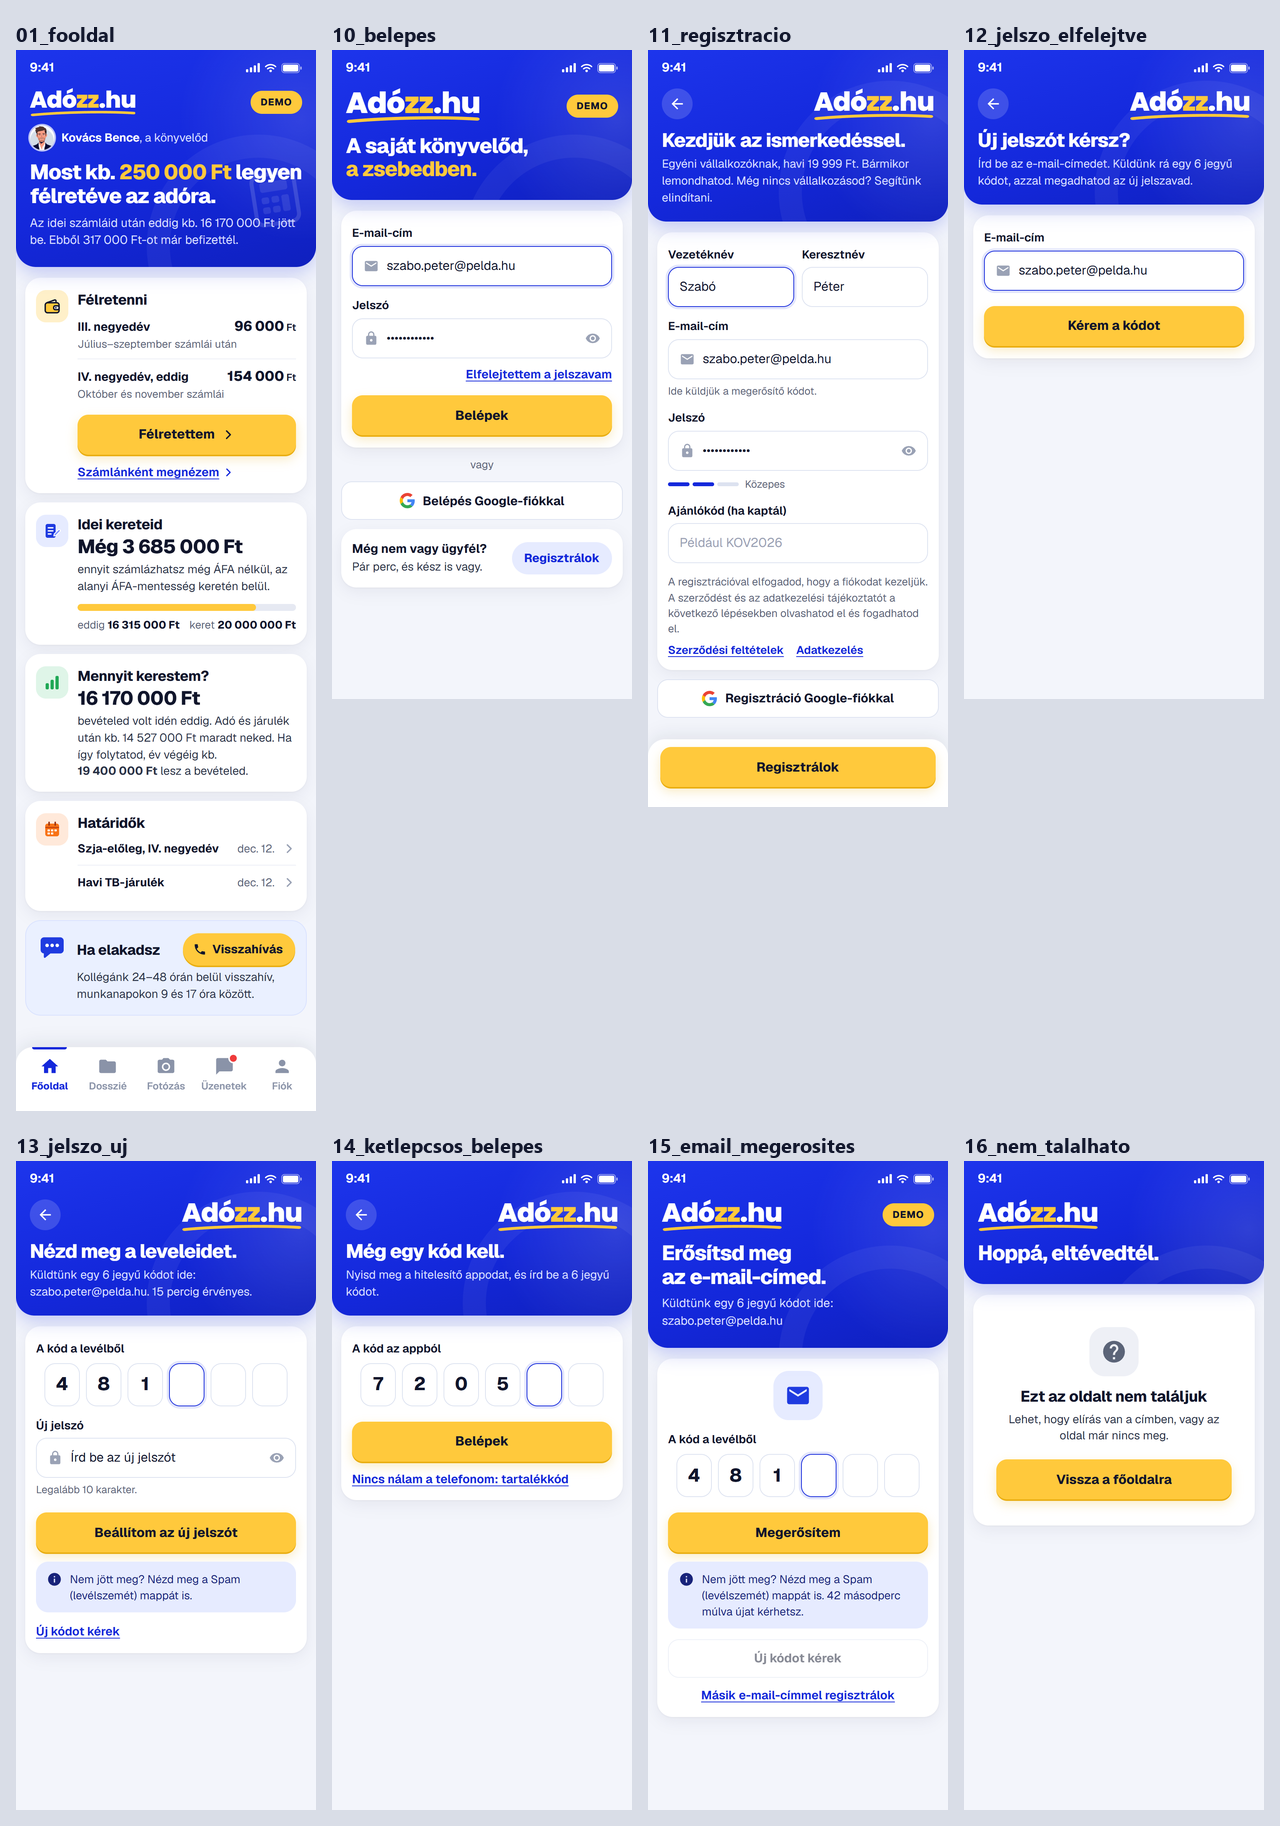 01_fooldal
9:41
Adózz.hu
DEMO
Kovács Bence, a könyvelőd
Most kb. 250 000 Ft legyen
félretéve az adóra.
Az idei számláid után eddig kb. 16 170 000 Ft jött
be. Ebből 317 000 Ft-ot már befizettél.
Félretenni
III. negyedév 96 000 Ft
Július–szeptember számlái után
IV. negyedév, eddig 154 000 Ft
Október és november számlái
Félretettem
Számlánként megnézem
Idei kereteid
Még 3 685 000 Ft
ennyit számlázhatsz még ÁFA nélkül, az
alanyi ÁFA-mentesség keretén belül.
eddig 16 315 000 Ft keret 20 000 000 Ft
Mennyit kerestem?
16 170 000 Ft
bevételed volt idén eddig. Adó és járulék
után kb. 14 527 000 Ft maradt neked. Ha
így folytatod, év végéig kb.
19 400 000 Ft lesz a bevételed.
Határidők
Szja-előleg, IV. negyedév dec. 12.
Havi TB-járulék dec. 12.
Ha elakadsz
Visszahívás
Kollégánk 24–48 órán belül visszahív,
munkanapokon 9 és 17 óra között.
Főoldal Dosszié Fotózás Üzenetek Fiók
10_belepes
9:41
Adózz.hu
DEMO
A saját könyvelőd,
a zsebedben.
E-mail-cím
szabo.peter@pelda.hu
Jelszó
••••••••••••
Elfelejtettem a jelszavam
Belépek
vagy
Belépés Google-fiókkal
Még nem vagy ügyfél?
Pár perc, és kész is vagy.
Regisztrálok
11_regisztracio
9:41
Adózz.hu
Kezdjük az ismerkedéssel.
Egyéni vállalkozóknak, havi 19 999 Ft. Bármikor
lemondhatod. Még nincs vállalkozásod? Segítünk
elindítani.
Vezetéknév Keresztnév
Szabó Péter
E-mail-cím
szabo.peter@pelda.hu
Ide küldjük a megerősítő kódot.
Jelszó
••••••••••••
Közepes
Ajánlókód (ha kaptál)
Például KOV2026
A regisztrációval elfogadod, hogy a fiókodat kezeljük.
A szerződést és az adatkezelési tájékoztatót a
következő lépésekben olvashatod el és fogadhatod
el.
Szerződési feltételek Adatkezelés
Regisztráció Google-fiókkal
Regisztrálok
12_jelszo_elfelejtve
9:41
Adózz.hu
Új jelszót kérsz?
Írd be az e-mail-címedet. Küldünk rá egy 6 jegyű
kódot, azzal megadhatod az új jelszavad.
E-mail-cím
szabo.peter@pelda.hu
Kérem a kódot
13_jelszo_uj
9:41
Adózz.hu
Nézd meg a leveleidet.
Küldtünk egy 6 jegyű kódot ide:
szabo.peter@pelda.hu. 15 percig érvényes.
A kód a levélből
4 8 1
Új jelszó
Írd be az új jelszót
Legalább 10 karakter.
Beállítom az új jelszót
Nem jött meg? Nézd meg a Spam
(levélszemét) mappát is.
Új kódot kérek
14_ketlepcsos_belepes
9:41
Adózz.hu
Még egy kód kell.
Nyisd meg a hitelesítő appodat, és írd be a 6 jegyű
kódot.
A kód az appból
7 2 0 5
Belépek
Nincs nálam a telefonom: tartalékkód
15_email_megerosites
9:41
Adózz.hu
DEMO
Erősítsd meg
az e-mail-címed.
Küldtünk egy 6 jegyű kódot ide:
szabo.peter@pelda.hu
A kód a levélből
4 8 1
Megerősítem
Nem jött meg? Nézd meg a Spam
(levélszemét) mappát is. 42 másodperc
múlva újat kérhetsz.
Új kódot kérek
Másik e-mail-címmel regisztrálok
16_nem_talalhato
9:41
Adózz.hu
Hoppá, eltévedtél.
Ezt az oldalt nem találjuk
Lehet, hogy elírás van a címben, vagy az
oldal már nincs meg.
Vissza a főoldalra